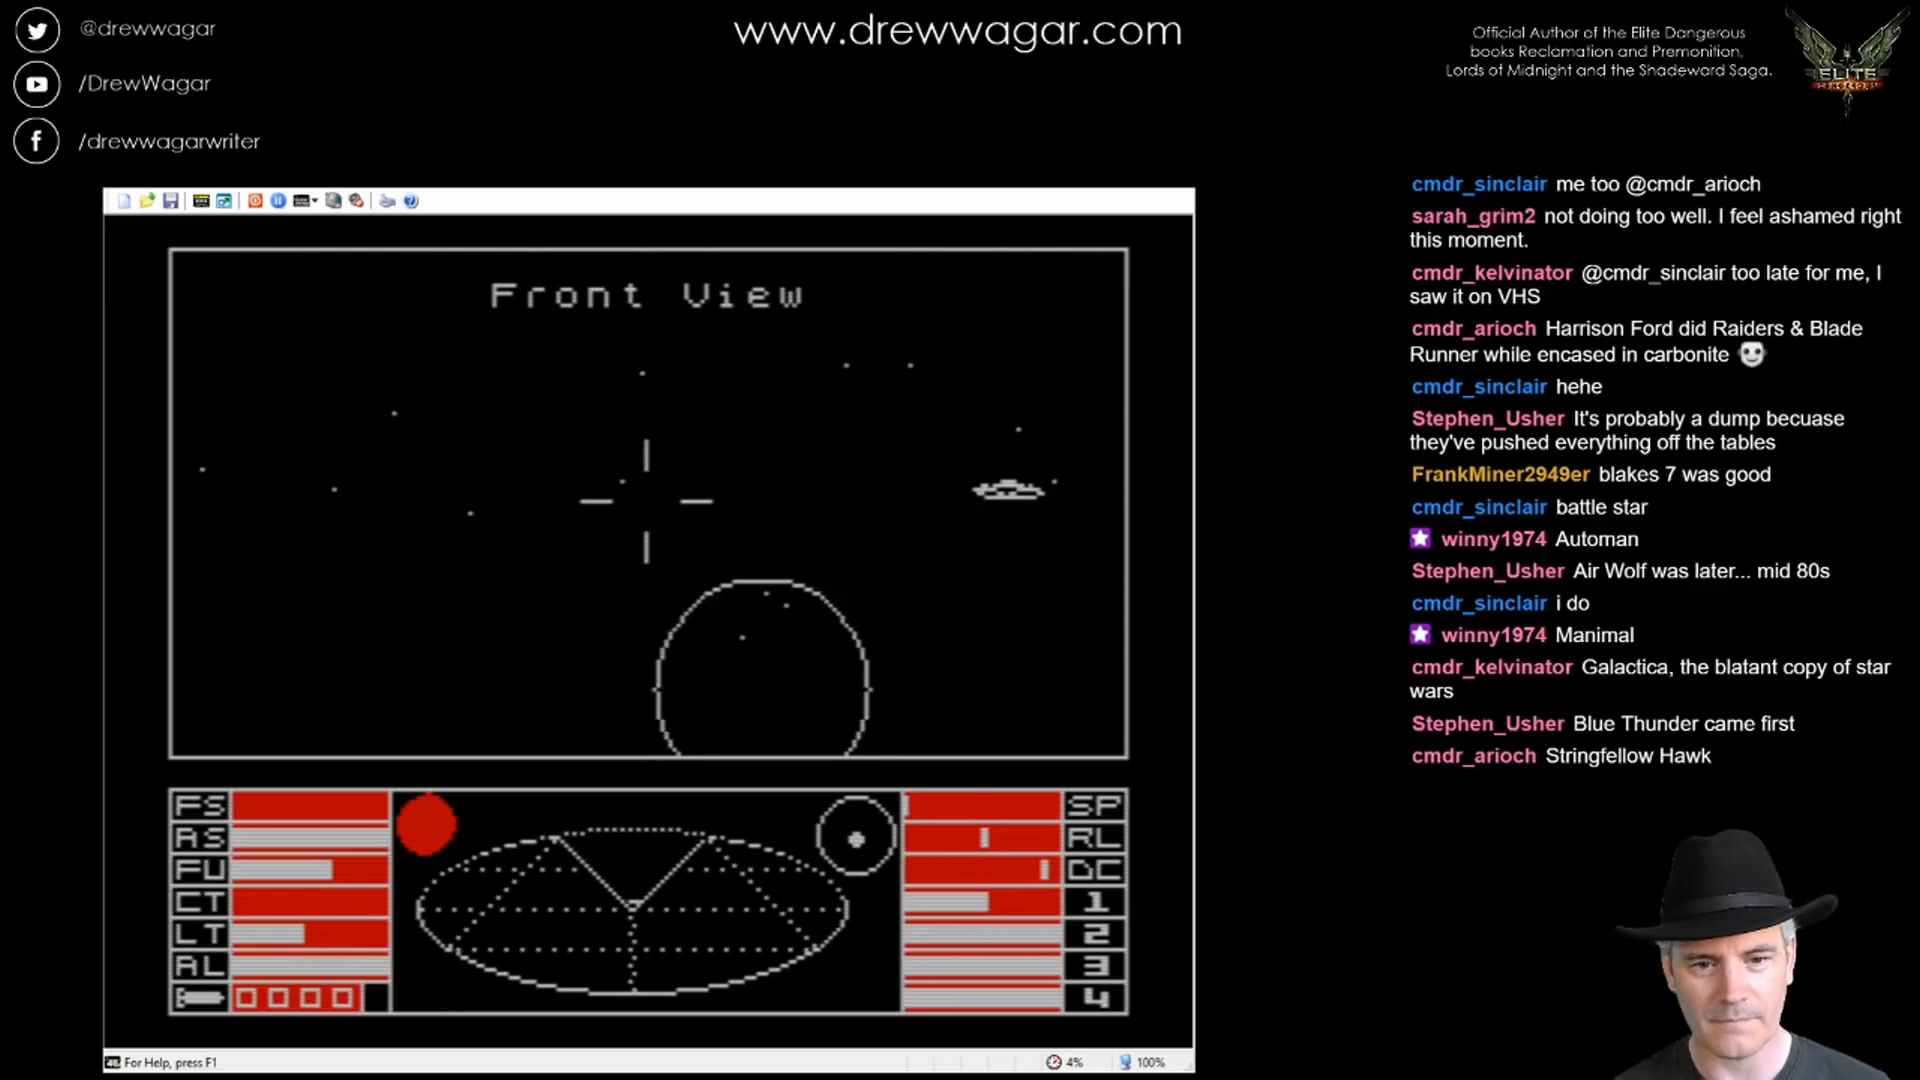 @drewwagar
/DrewWagar
/drewwagarwriter
www.drewwagar.com
Official Author of the Elite Dangerous
books Reclamation and Premonition,
Lords of Midnight and the Shadeward Saga.
ELITE
DANGEROUS
cmdr_sinclair me too @cmdr_arioch
sarah_grim2 not doing too well. I feel ashamed right
this moment.
cmdr_kelvinator @cmdr_sinclair too late for me, I
saw it on VHS
cmdr_arioch Harrison Ford did Raiders & Blade
Runner while encased in carbonite
cmdr_sinclair hehe
Stephen_Usher It's probably a dump becuase
they've pushed everything off the tables
FrankMiner2949er blakes 7 was good
cmdr_sinclair battle star
winny1974 Automan
Stephen_Usher Air Wolf was later... mid 80s
cmdr_sinclair i do
winny1974 Manimal
cmdr_kelvinator Galactica, the blatant copy of star
wars
Stephen_Usher Blue Thunder came first
cmdr_arioch Stringfellow Hawk
Front View
FS
AS
FU
CT
LT
AL
SP
RL
DC
1
2
3
4
For Help, press F1
4%
100%